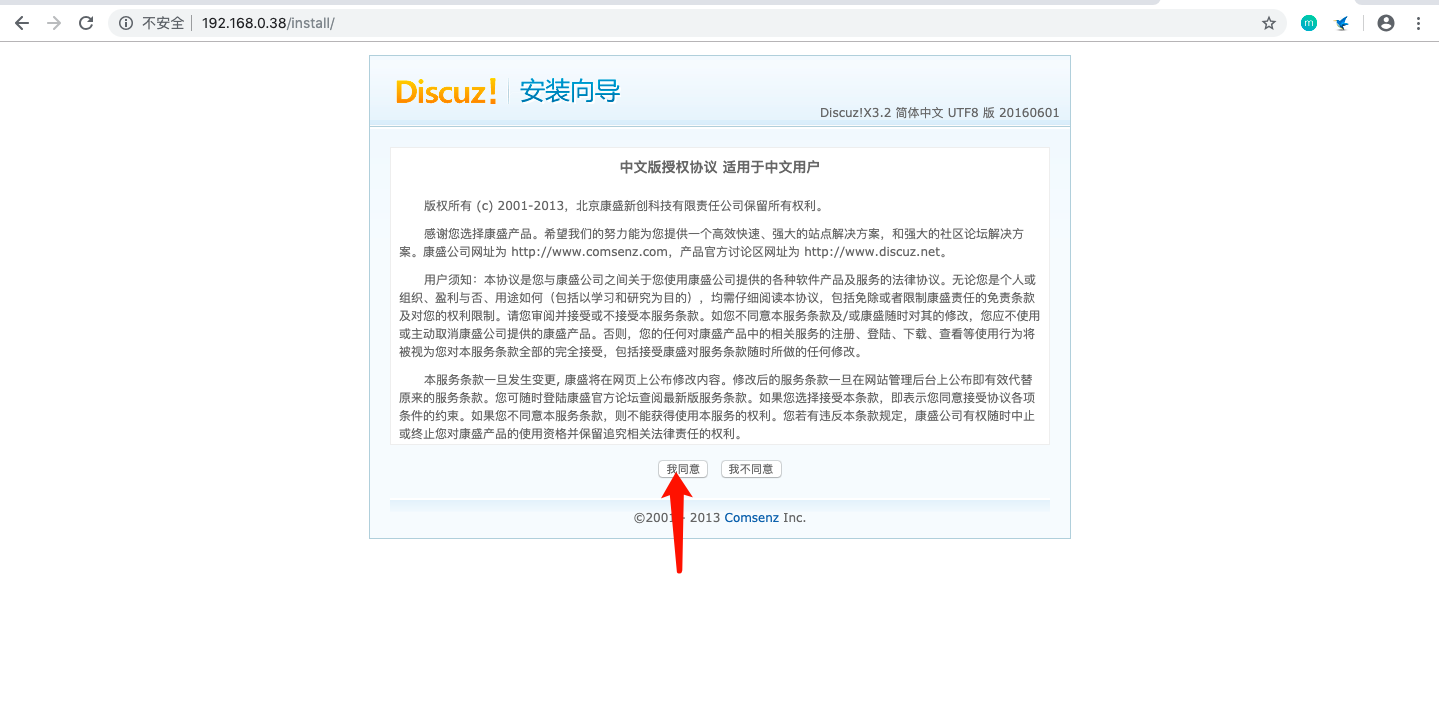 不安全 192.168.0.38/install/
Discuz! 安装向导
Discuz!X3.2 简体中文 UTF8 版 20160601
中文版授权协议 适用于中文用户
版权所有 (c) 2001-2013，北京康盛新创科技有限责任公司保留所有权利。
感谢您选择康盛产品。希望我们的努力能为您提供一个高效快速、强大的站点解决方案，和强大的社区论坛解决方
案。康盛公司网址为 http://www.comsenz.com，产品官方讨论区网址为 http://www.discuz.net。
用户须知：本协议是您与康盛公司之间关于您使用康盛公司提供的各种软件产品及服务的法律协议。无论您是个人或
组织、盈利与否、用途如何（包括以学习和研究为目的），均需仔细阅读本协议，包括免除或者限制康盛责任的免责条款
及对您的权利限制。请您审阅并接受或不接受本服务条款。如您不同意本服务条款及/或康盛随时对其的修改，您应不使用
或主动取消康盛公司提供的康盛产品。否则，您的任何对康盛产品中的相关服务的注册、登陆、下载、查看等使用行为将
被视为您对本服务条款全部的完全接受，包括接受康盛对服务条款随时所做的任何修改。
本服务条款一旦发生变更, 康盛将在网页上公布修改内容。修改后的服务条款一旦在网站管理后台上公布即有效代替
原来的服务条款。您可随时登陆康盛官方论坛查阅最新版服务条款。如果您选择接受本条款，即表示您同意接受协议各项
条件的约束。如果您不同意本服务条款，则不能获得使用本服务的权利。您若有违反本条款规定，康盛公司有权随时中止
或终止您对康盛产品的使用资格并保留追究相关法律责任的权利。
我同意 我不同意
©2001 - 2013 Comsenz Inc.